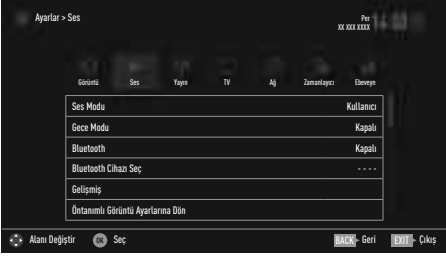 Ayarlar > Ses
Per
XX XXX XXXX
Görüntü Ses Yayın TV Ağ Zamanlayıcı Ebeveyn
Ses Modu Kullanıcı
Gece Modu Kapalı
Bluetooth Kapalı
Bluetooth Cihazı Seç - - - -
Gelişmiş
Öntanımlı Görüntü Ayarlarına Dön
Alanı Değiştir OK Seç BACK Geri EXIT Çıkış